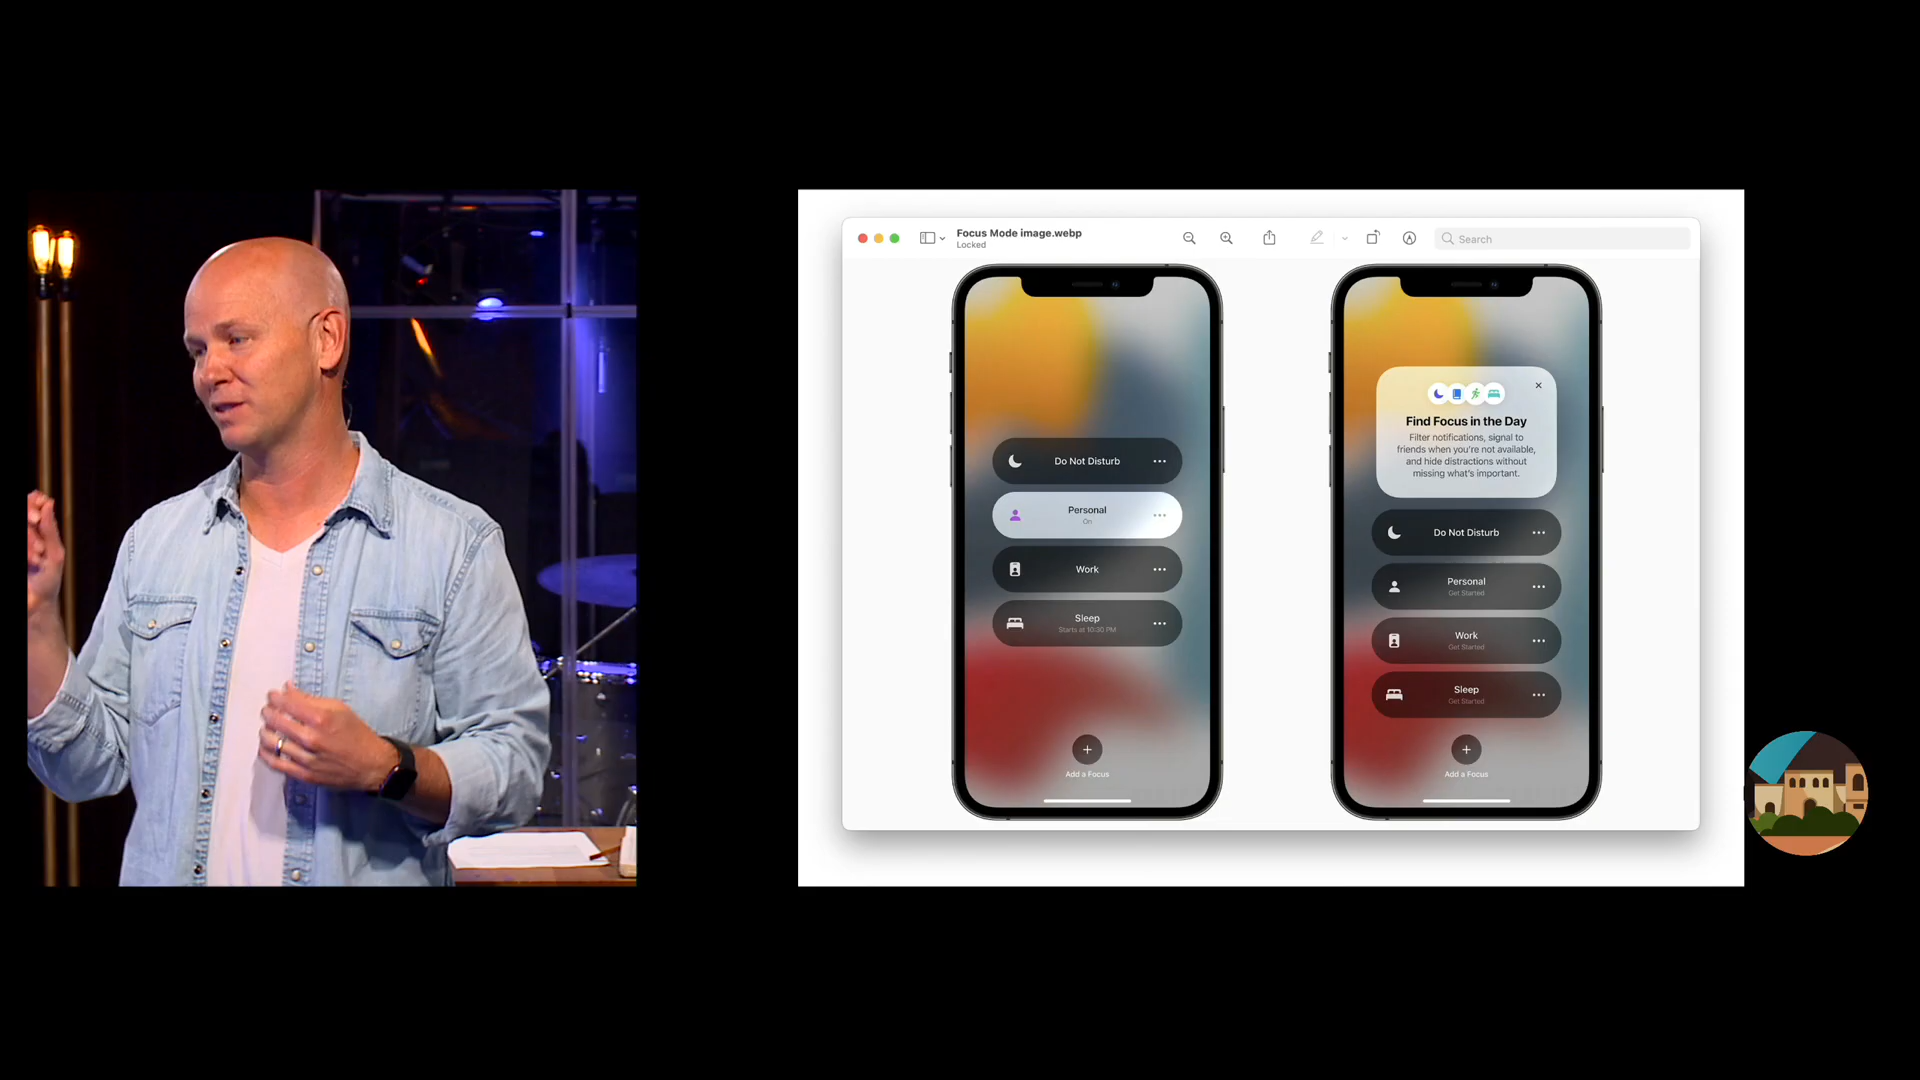 Focus Mode image.webp
Locked
Search
Do Not Disturb
Personal
On
Work
Sleep
Starts at 10:30 PM
Add a Focus
Find Focus in the Day
Filter notifications, signal to
friends when you're not available,
and hide distractions without
missing what's important.
Do Not Disturb
Personal
Get Started
Work
Get Started
Sleep
Get Started
Add a Focus